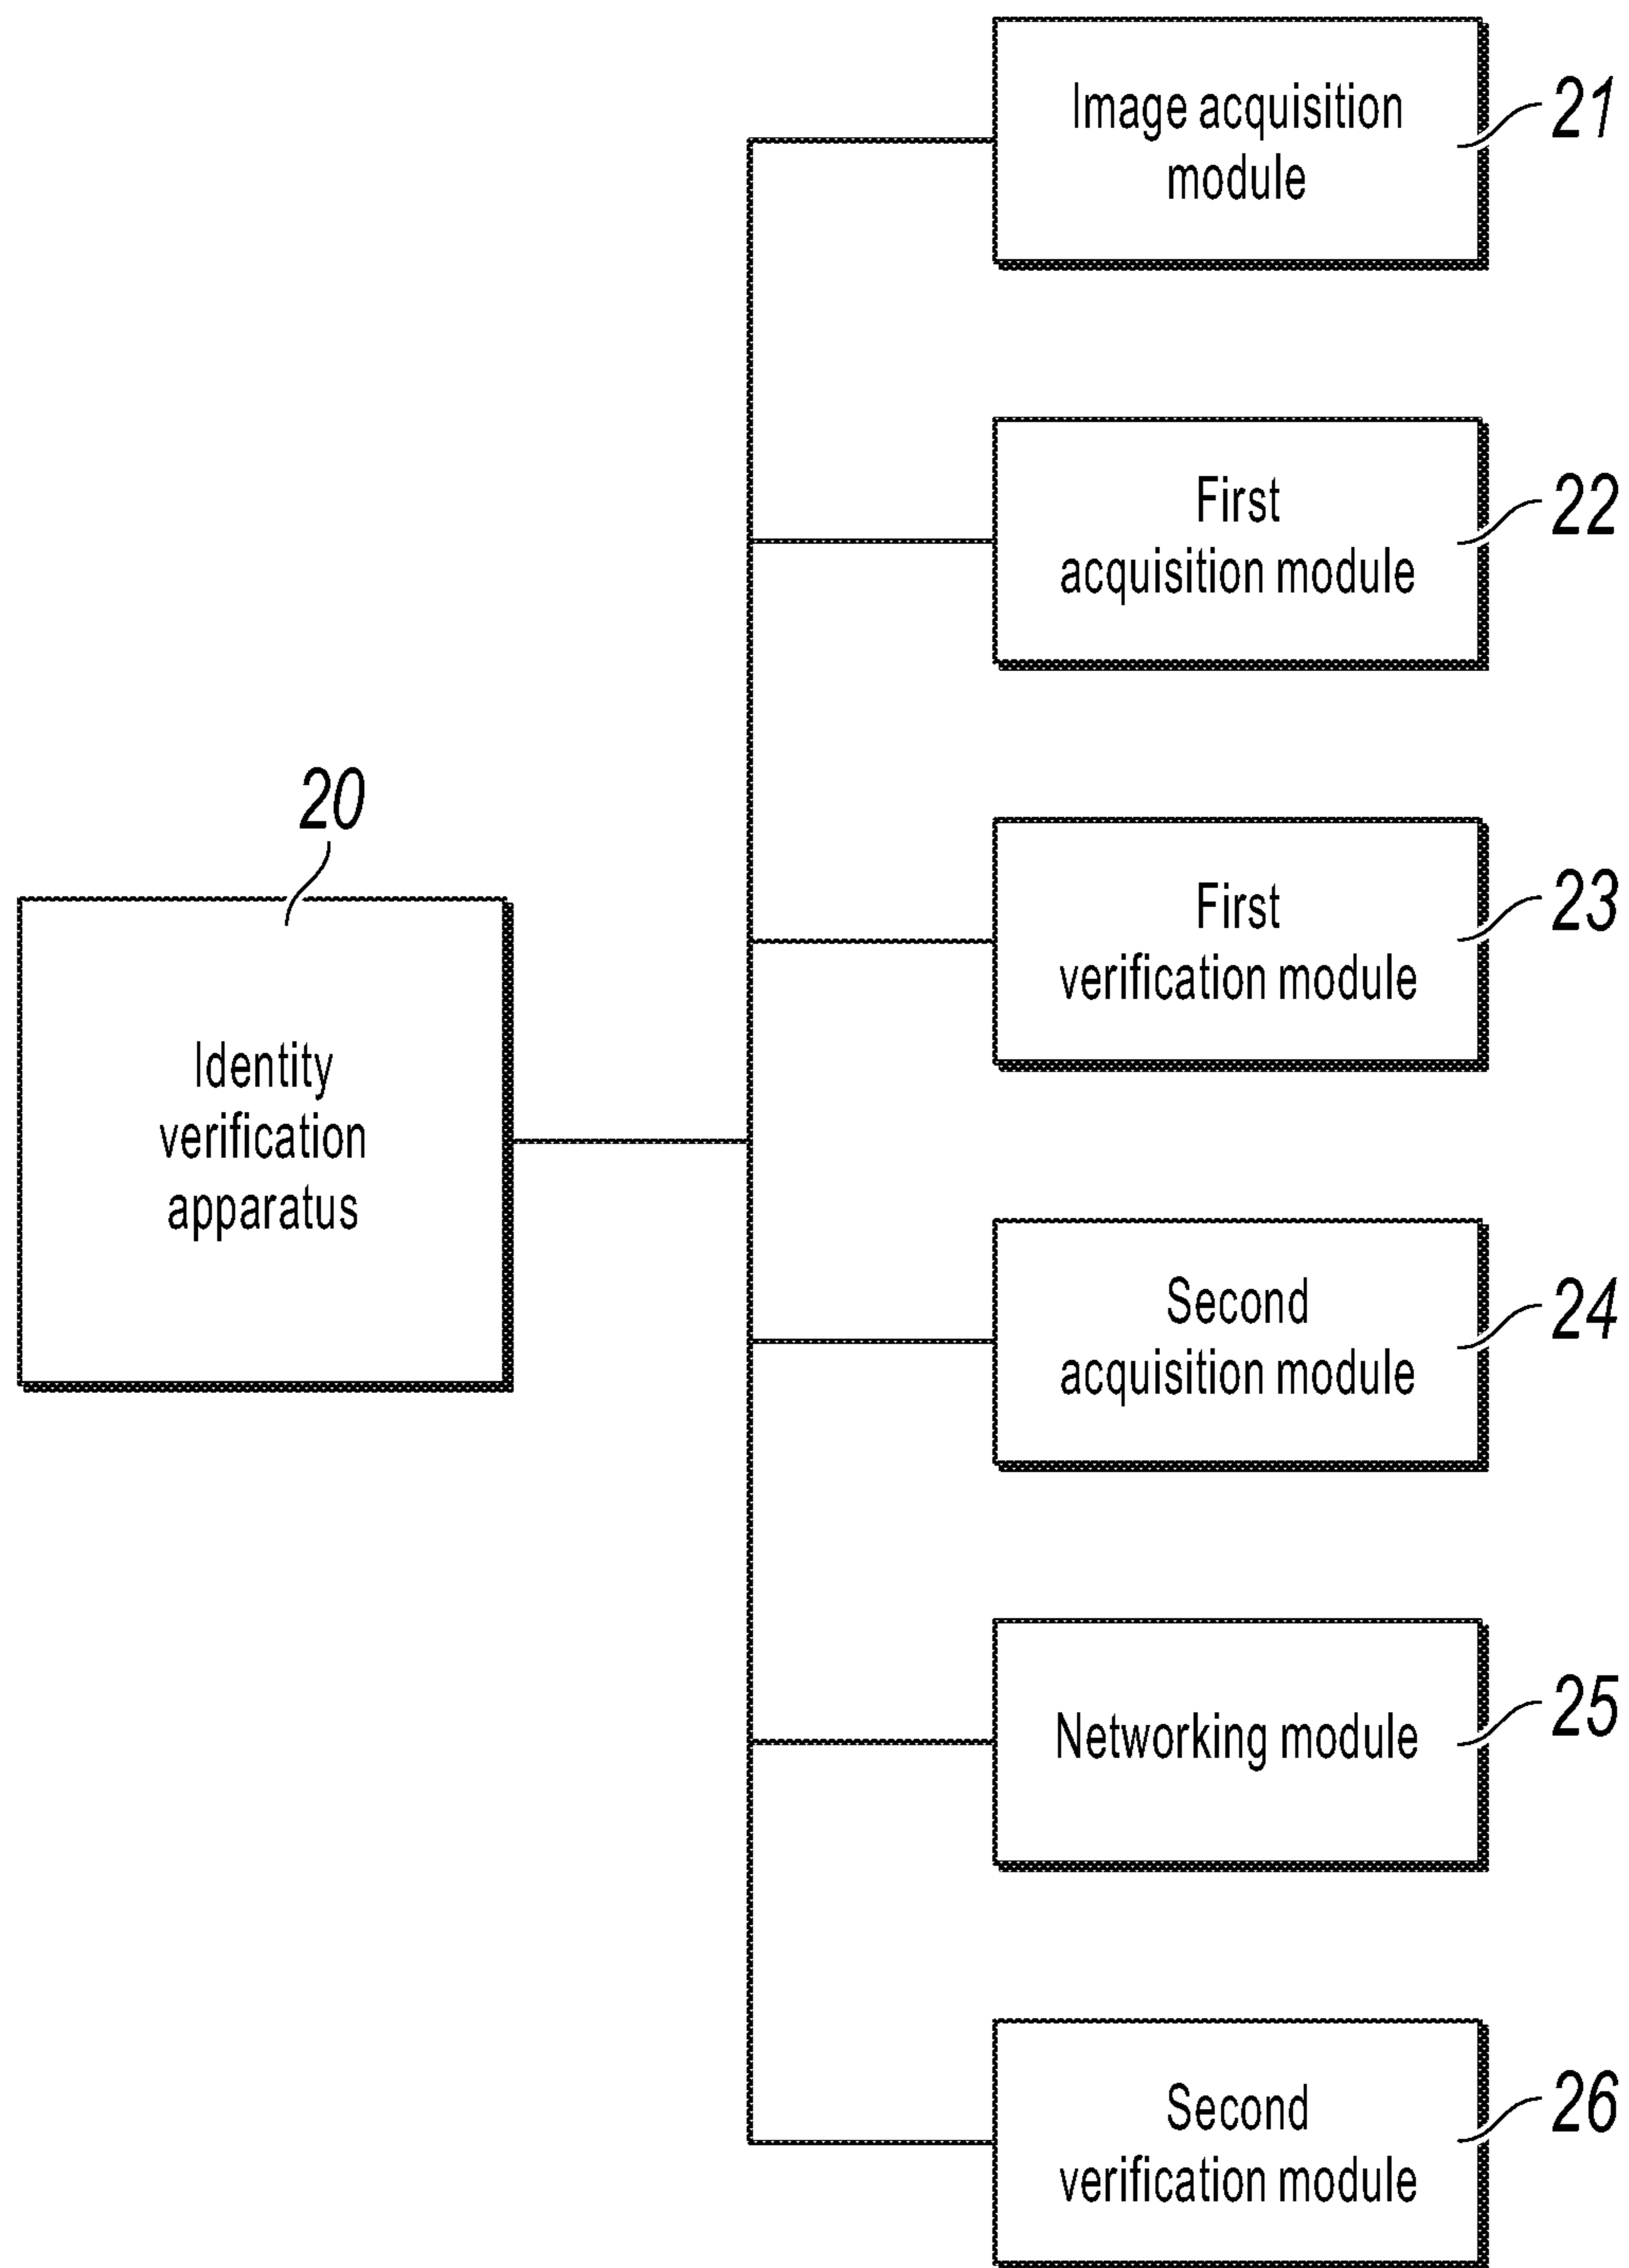 Image acquisition
module
21
First
acquisition module
22
First
verification module
23
20
Identity
verification
apparatus
Second
acquisition module
24
Networking module
25
Second
verification module
26